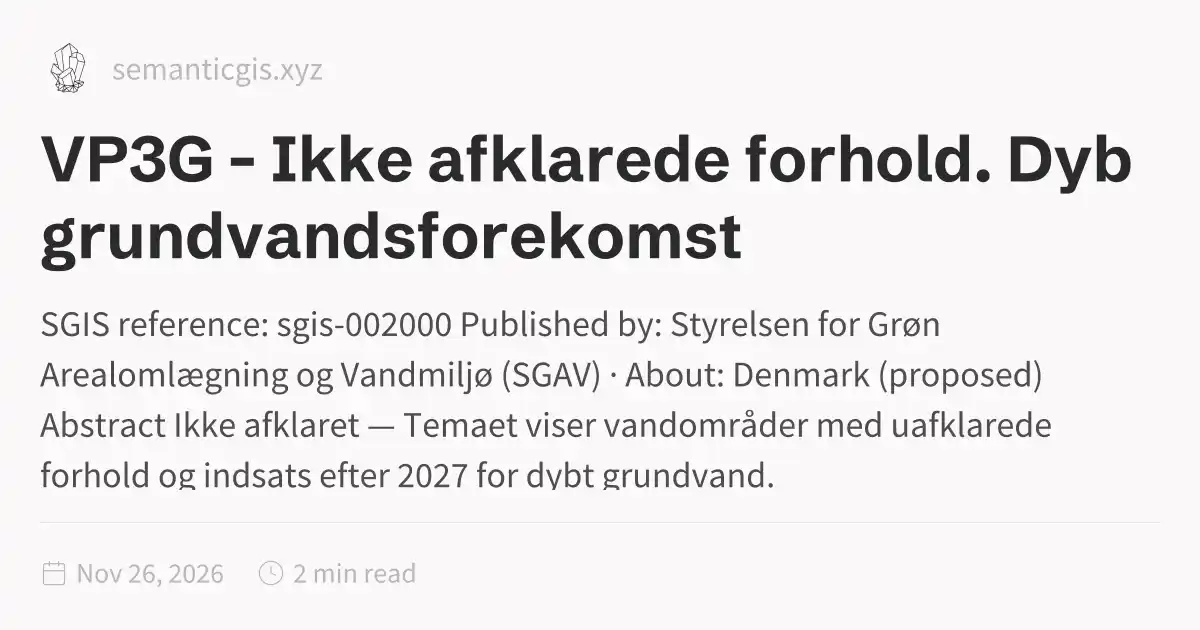 semanticgis.xyz
VP3G - Ikke afklarede forhold. Dyb
grundvandsforekomst
SGIS reference: sgis-002000 Published by: Styrelsen for Grøn
Arealomlægning og Vandmiljø (SGAV) · About: Denmark (proposed)
Abstract Ikke afklaret — Temaet viser vandområder med uafklarede
forhold og indsats efter 2027 for dybt grundvand.
Nov 26, 2026
2 min read